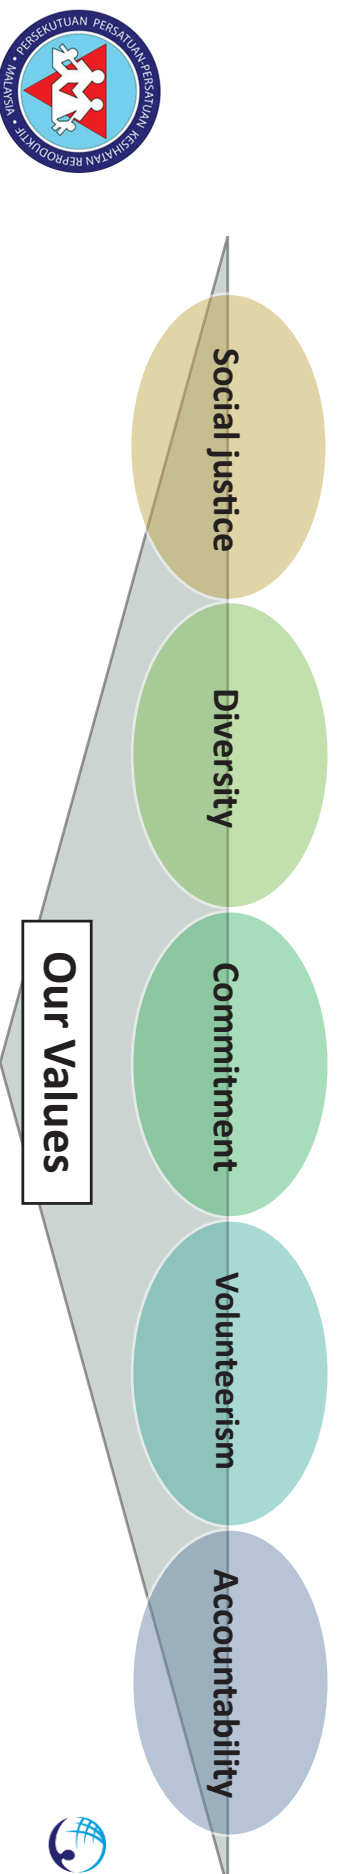 PERSEKUTUAN PERSATUAN-PERSATUAN KESIHATAN REPRODUKTIF • MALAYSIA •
Social justice
Diversity
Commitment
Volunteerism
Accountability
Our Values